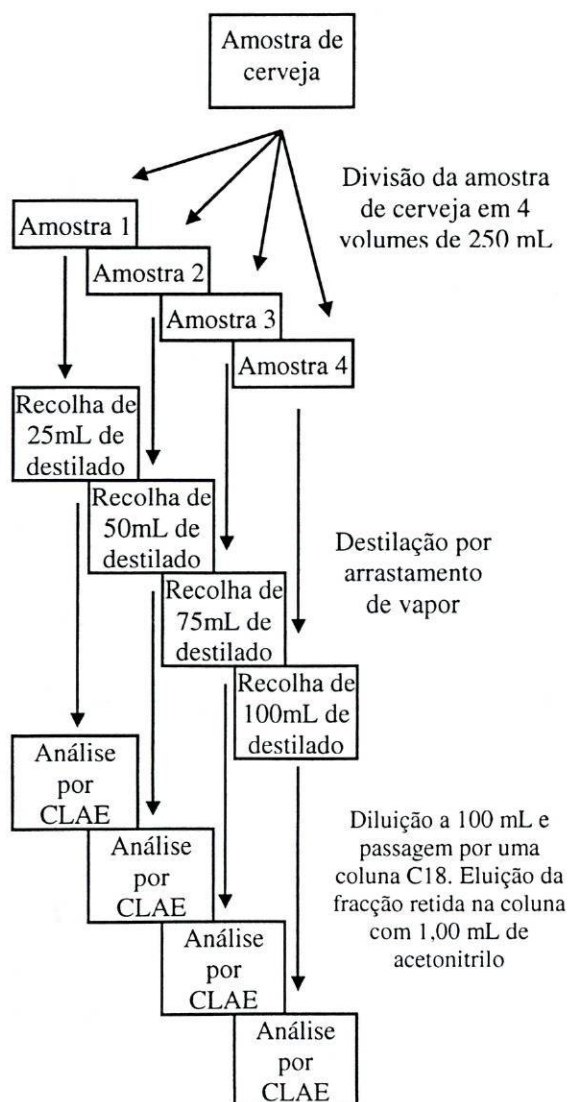 Amostra de
cerveja
Divisão da amostra
de cerveja em 4
volumes de 250 mL
Amostra 1
Amostra 2
Amostra 3
Amostra 4
Recolha de
25mL de
destilado
Recolha de
50mL de
destilado
Recolha de
75mL de
destilado
Recolha de
100mL de
destilado
Destilação por
arrastamento
de vapor
Análise
por
CLAE
Análise
por
CLAE
Análise
por
CLAE
Análise
por
CLAE
Diluição a 100 mL e
passagem por uma
coluna C18. Eluição da
fracção retida na coluna
com 1,00 mL de
acetonitrilo